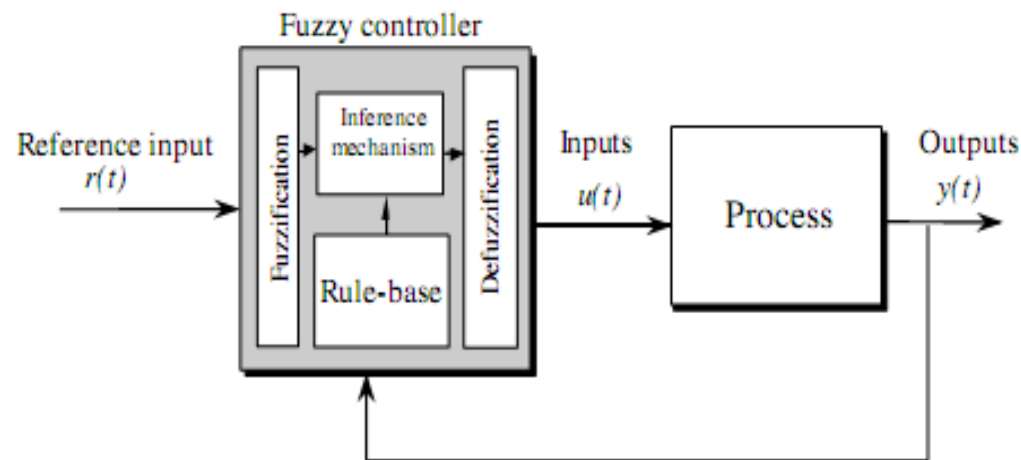 Fuzzy controller
Reference input
r(t)
Fuzzification
Inference
mechanism
Rule-base
Defuzzification
Inputs
u(t)
Process
Outputs
y(t)